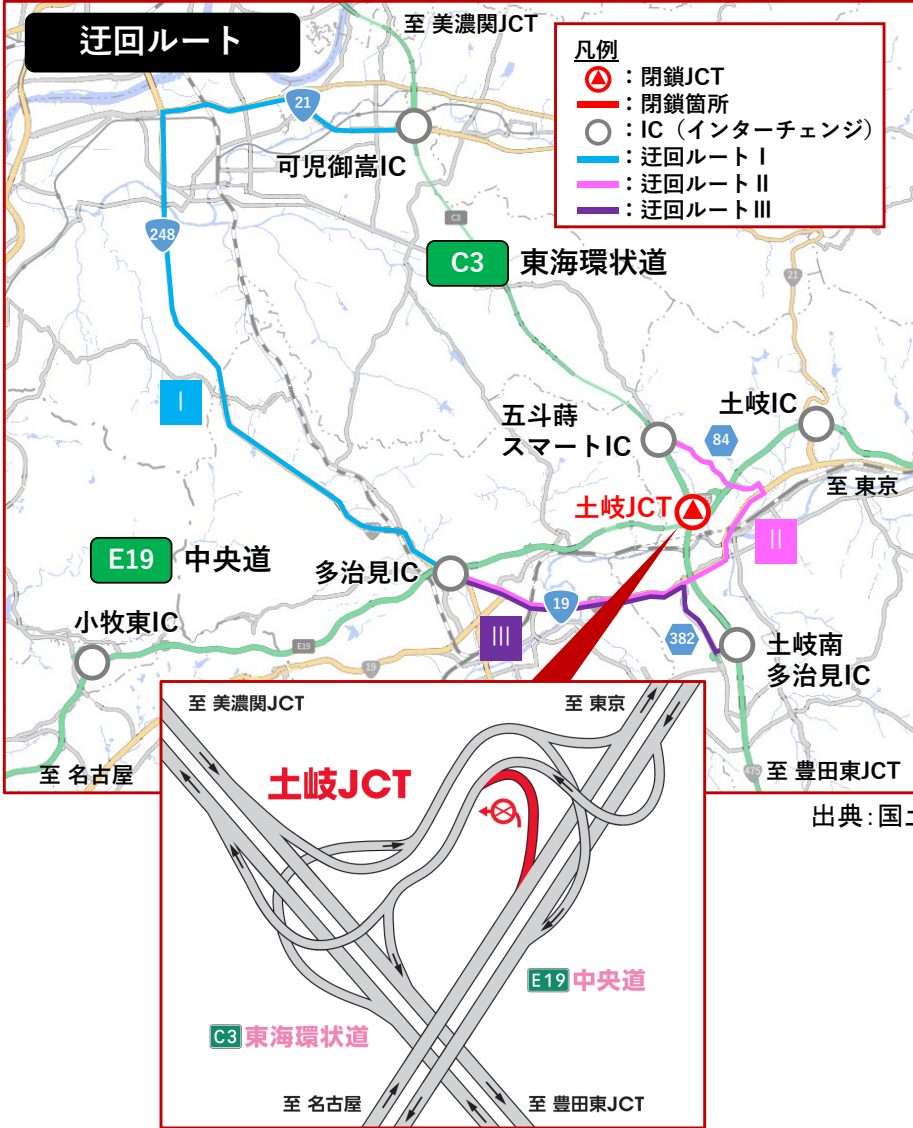 迂回ルート
至 美濃関JCT
凡例
：閉鎖JCT
：閉鎖箇所
：IC（インターチェンジ）
：迂回ルートⅠ
：迂回ルートⅡ
：迂回ルートⅢ
21
可児御嵩IC
C3
248
C3 東海環状道
21
Ⅰ
五斗蒔
スマートIC
土岐IC
84
至 東京
土岐JCT
Ⅱ
E19 中央道
多治見IC
小牧東IC
Ⅲ
19
382
土岐南
多治見IC
E19
19
至 名古屋
475
至 豊田東JCT
出典：国土
至 美濃関JCT
至 東京
土岐JCT
E19 中央道
C3 東海環状道
至 名古屋
至 豊田東JCT